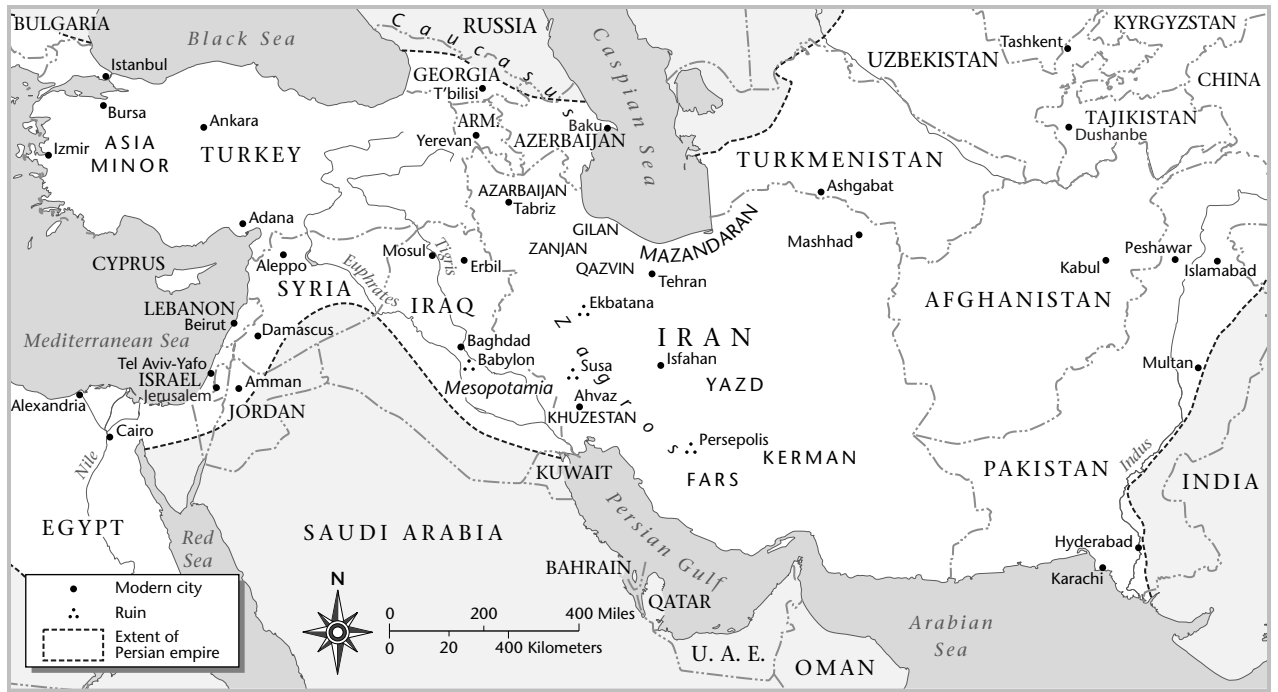 BULGARIA
Black Sea
Caucasus
RUSSIA
Caspian Sea
KYRGYZSTAN
Tashkent
UZBEKISTAN
CHINA
Istanbul
GEORGIA
T'bilisi
Bursa
Ankara
ARM.
Yerevan
Baku
AZERBAIJAN
TAJIKISTAN
Dushanbe
Izmir
ASIA
MINOR
TURKEY
TURKMENISTAN
Ashgabat
AZARBAIJAN
Tabriz
Adana
GILAN
MAZANDARAN
Mashhad
ZANJAN
Mosul
Tigris
Erbil
QAZVIN
Tehran
Kabul
Peshawar
Islamabad
CYPRUS
Aleppo
SYRIA
Euphrates
IRAQ
Ekbatana
AFGHANISTAN
LEBANON
Beirut
Damascus
Mediterranean Sea
Baghdad
Babylon
Mesopotamia
Zagros
IRAN
Isfahan
YAZD
Susa
Ahvaz
KHUZESTAN
Multan
Tel Aviv-Yafo
ISRAEL
Jerusalem
Amman
JORDAN
Alexandria
Cairo
Nile
Persepolis
FARS
KERMAN
KUWAIT
PAKISTAN
Indus
INDIA
EGYPT
Red
Sea
SAUDI ARABIA
Persian Gulf
BAHRAIN
QATAR
Hyderabad
Karachi
Arabian
Sea
U. A. E.
OMAN
Modern city
Ruin
Extent of
Persian empire
N
0 200 400 Miles
0 20 400 Kilometers